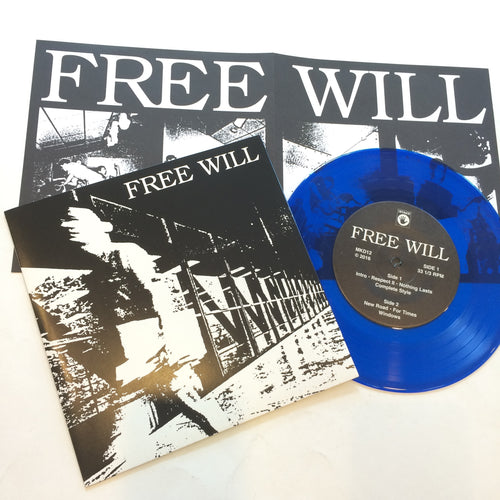 FREE WILL
FREE WILL
FREE WILL
MKD12
© 2016
SIDE 1
33 1/3 RPM
Side 1
Intro - Respect II - Nothing Lasts
Complete Style
Side 2
New Road - For Times
Windows